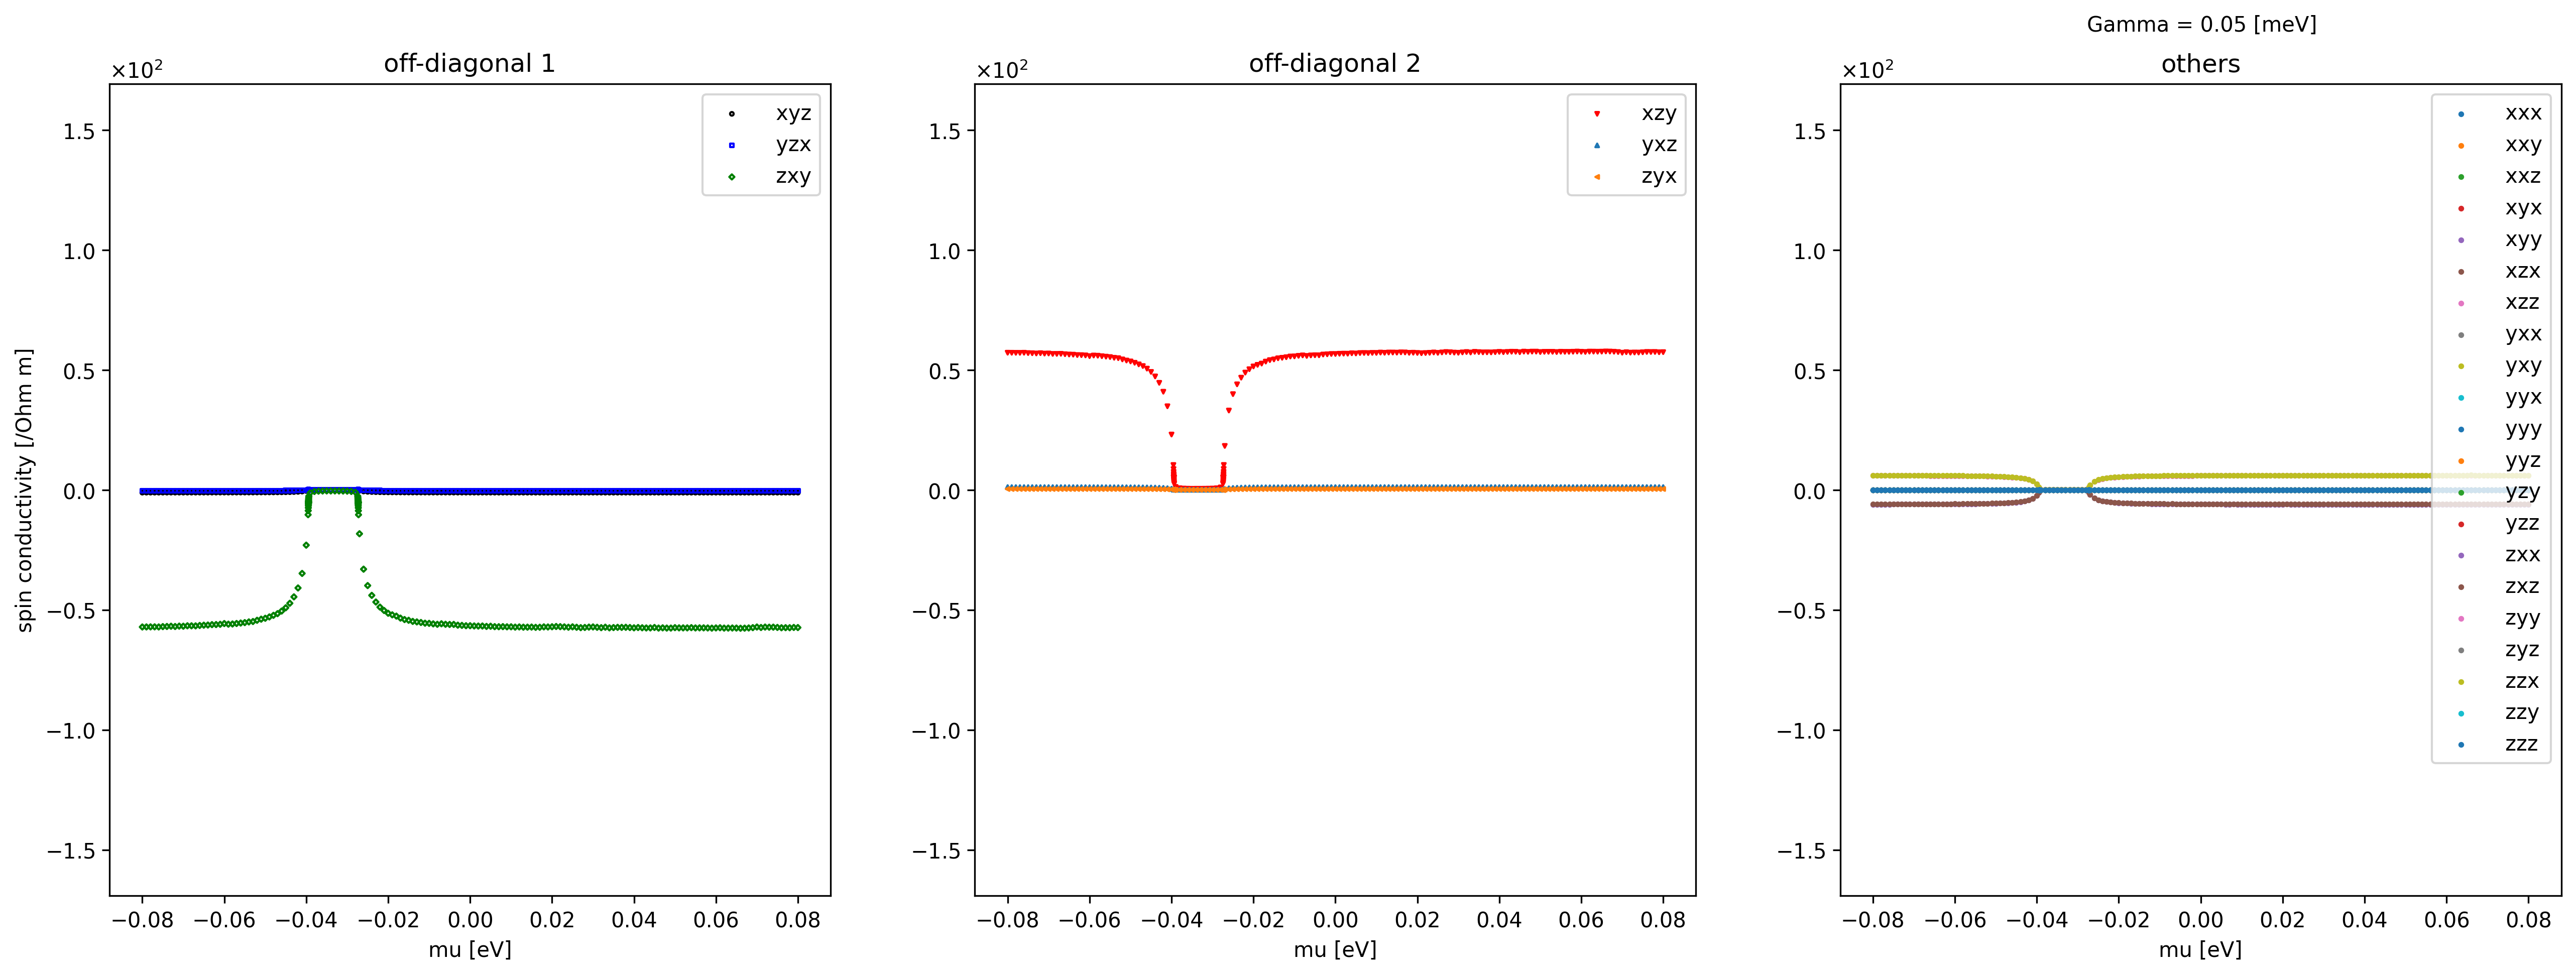 Gamma = 0.05 [meV]
off-diagonal 1
×10²
1.5
1.0
0.5
0.0
−0.5
−1.0
−1.5
spin conductivity [/Ohm m]
xyz
yzx
zxy
−0.08 −0.06 −0.04 −0.02 0.00 0.02 0.04 0.06 0.08
mu [eV]
off-diagonal 2
×10²
1.5
1.0
0.5
0.0
−0.5
−1.0
−1.5
xzy
yxz
zyx
−0.08 −0.06 −0.04 −0.02 0.00 0.02 0.04 0.06 0.08
mu [eV]
others
×10²
1.5
1.0
0.5
0.0
−0.5
−1.0
−1.5
xxx
xxy
xxz
xyx
xyy
xzx
xzz
yxx
yxy
yyx
yyy
yyz
yzy
yzz
zxx
zxz
zyy
zyz
zzx
zzy
zzz
−0.08 −0.06 −0.04 −0.02 0.00 0.02 0.04 0.06 0.08
mu [eV]